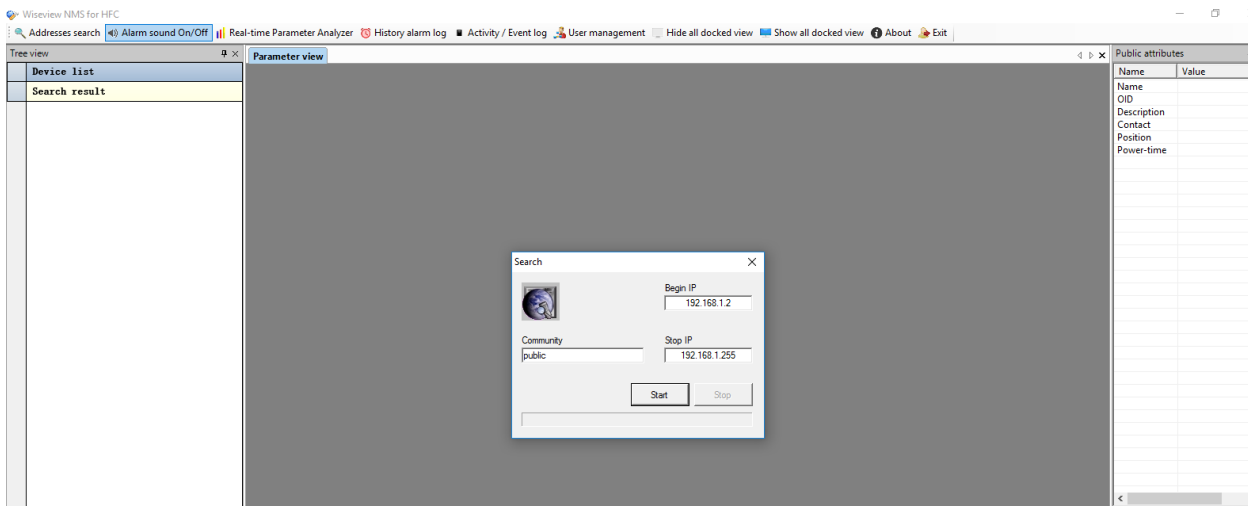 Wiseview NMS for HFC
Addresses search Alarm sound On/Off Real-time Parameter Analyzer History alarm log Activity / Event log User management Hide all docked view Show all docked view About Exit
Tree view
Device list
Search result
Parameter view
Public attributes
Name Value
Name
OID
Description
Contact
Position
Power-time
Search
Begin IP
192.168.1.2
Community
public
Stop IP
192.168.1.255
Start Stop